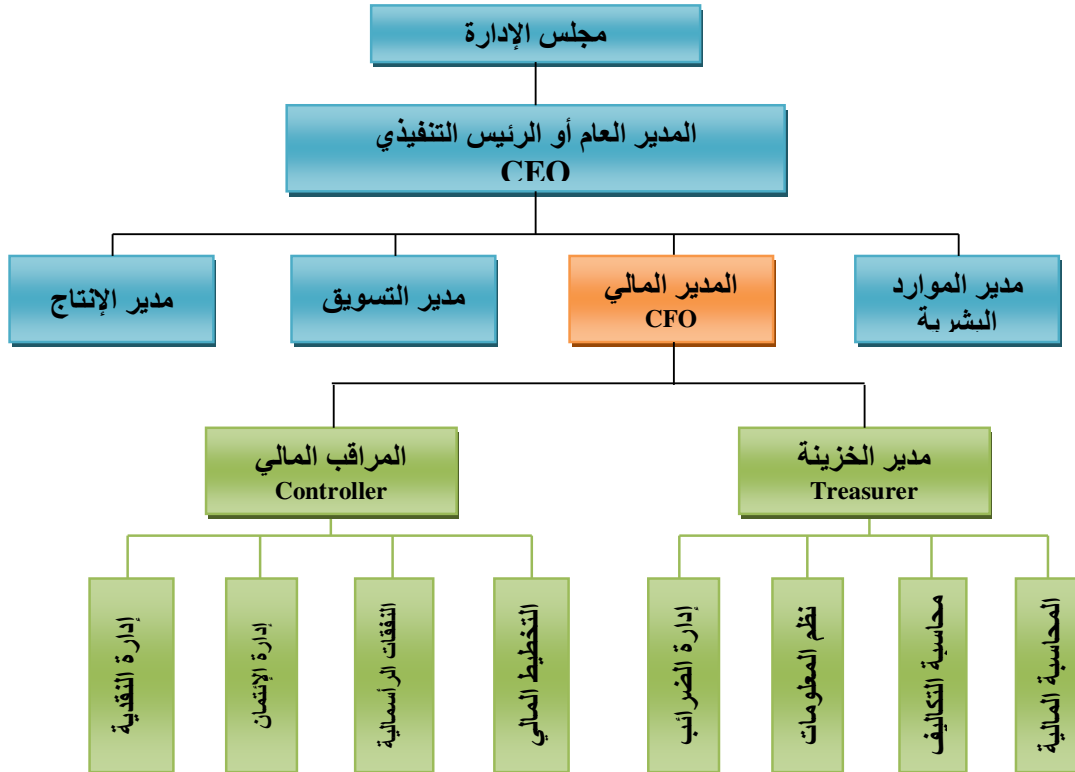 مجلس الإدارة
المدير العام أو الرئيس التنفيذي
CEO
مدير الموارد
البشرية
المدير المالي
CFO
مدير التسويق
مدير الإنتاج
مدير الخزينة
Treasurer
المراقب المالي
Controller
المحاسبة المالية
محاسبة التكاليف
نظم المعلومات
إدارة الضرائب
التخطيط المالي
النفقات الرأسمالية
إدارة الإئتمان
إدارة النقدية